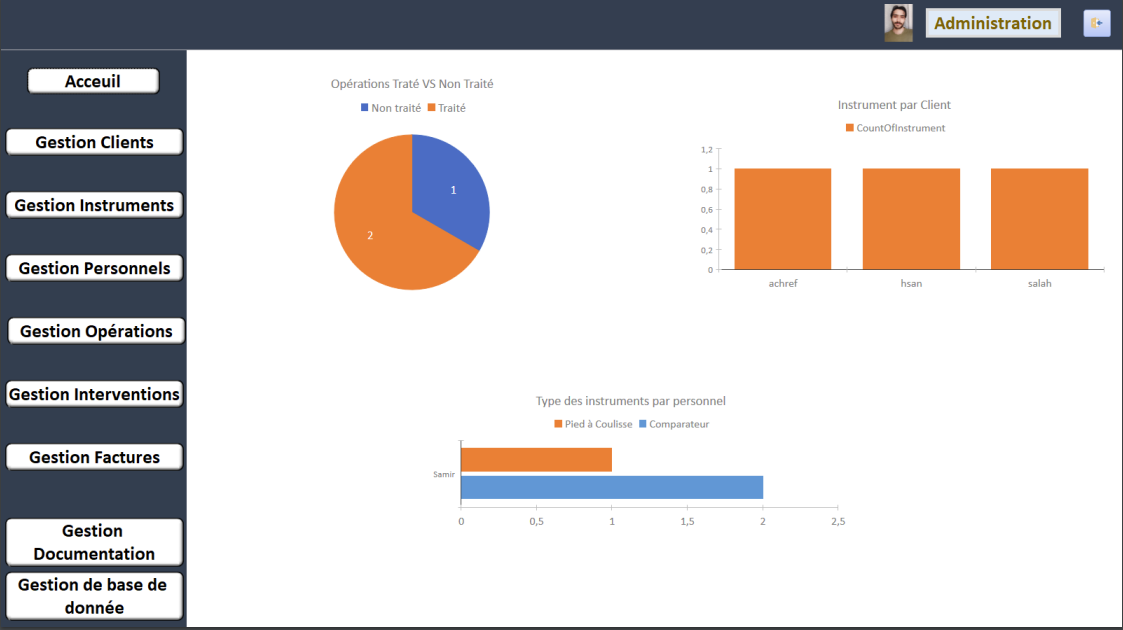 Administration
Acceuil
Gestion Clients
Gestion Instruments
Gestion Personnels
Gestion Opérations
Gestion Interventions
Gestion Factures
Gestion
Documentation
Gestion de base de
donnée
Opérations Traté VS Non Traité
Non traité Traité
1
2
Instrument par Client
CountOfInstrument
1,2
1
0,8
0,6
0,4
0,2
0
achref hsan salah
Type des instruments par personnel
Pied à Coulisse Comparateur
Samir
0 0,5 1 1,5 2 2,5